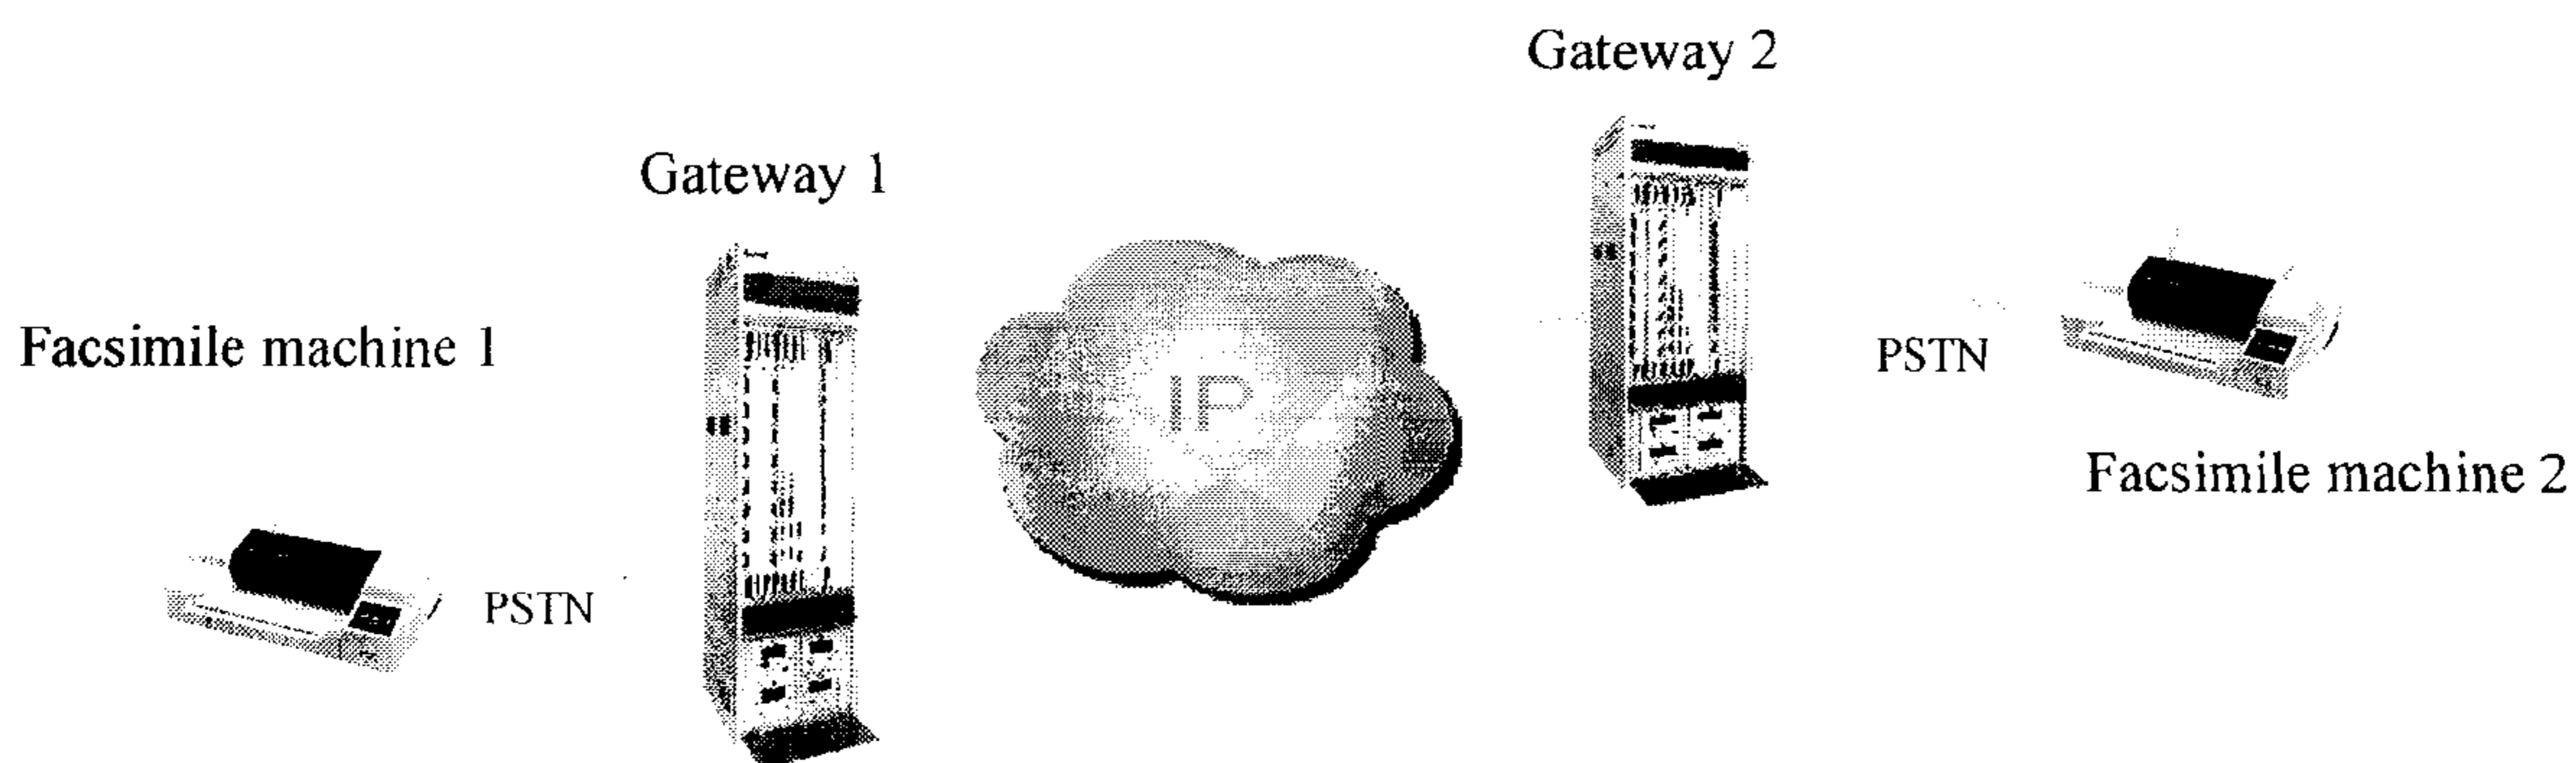 Gateway 2
Gateway 1
Facsimile machine 1
IP
PSTN
Facsimile machine 2
PSTN